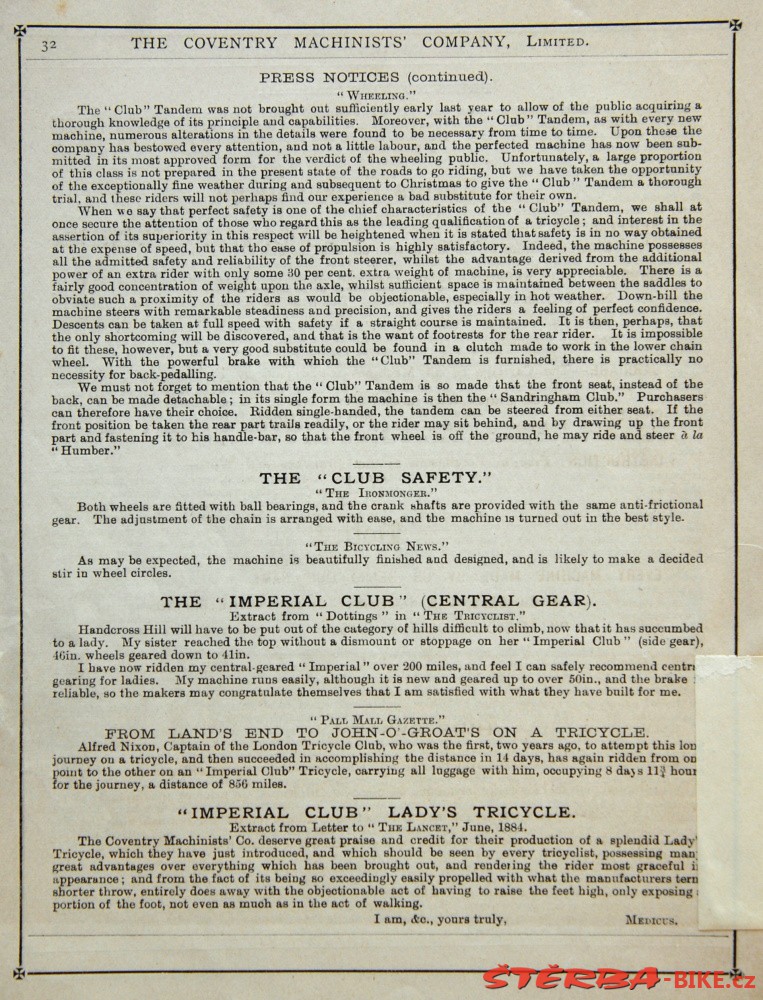 32 THE COVENTRY MACHINISTS' COMPANY, LIMITED.
PRESS NOTICES (continued).
"WHEELING."
The "Club" Tandem was not brought out sufficiently early last year to allow of the public acquiring a
thorough knowledge of its principle and capabilities. Moreover, with the "Club" Tandem, as with every new
machine, numerous alterations in the details were found to be necessary from time to time. Upon these the
company has bestowed every attention, and not a little labour, and the perfected machine has now been sub-
mitted in its most approved form for the verdict of the wheeling public. Unfortunately, a large proportion
of this class is not prepared in the present state of the roads to go riding, but we have taken the opportunity
of the exceptionally fine weather during and subsequent to Christmas to give the "Club" Tandem a thorough
trial, and these riders will not perhaps find our experience a bad substitute for their own.
When we say that perfect safety is one of the chief characteristics of the "Club" Tandem, we shall at
once secure the attention of those who regard this as the leading qualification of a tricycle; and interest in the
assertion of its superiority in this respect will be heightened when it is stated that safety is in no way obtained
at the expense of speed, but that the ease of propulsion is highly satisfactory. Indeed, the machine possesses
all the admitted safety and reliability of the front steerer, whilst the advantage derived from the additional
power of an extra rider with only some 30 per cent. extra weight of machine, is very appreciable. There is a
fairly good concentration of weight upon the axle, whilst sufficient space is maintained between the saddles to
obviate such a proximity of the riders as would be objectionable, especially in hot weather. Down-hill the
machine steers with remarkable steadiness and precision, and gives the riders a feeling of perfect confidence.
Descents can be taken at full speed with safety if a straight course is maintained. It is then, perhaps, that
the only shortcoming will be discovered, and that is the want of footrests for the rear rider. It is impossible
to fit these, however, but a very good substitute could be found in a clutch made to work in the lower chain
wheel. With the powerful brake with which the "Club" Tandem is furnished, there is practically no
necessity for back-pedalling.
We must not forget to mention that the "Club" Tandem is so made that the front seat, instead of the
back, can be made detachable; in its single form the machine is then the "Sandringham Club." Purchasers
can therefore have their choice. Ridden single-handed, the tandem can be steered from either seat. If the
front position be taken the rear part trails readily, or the rider may sit behind, and by drawing up the front
part and fastening it to his handle-bar, so that the front wheel is off the ground, he may ride and steer à la
"Humber."
THE "CLUB SAFETY."
"THE IRONMONGER."
Both wheels are fitted with ball bearings, and the crank shafts are provided with the same anti-frictional
gear. The adjustment of the chain is arranged with ease, and the machine is turned out in the best style.
"THE BICYCLING NEWS."
As may be expected, the machine is beautifully finished and designed, and is likely to make a decided
stir in wheel circles.
THE "IMPERIAL CLUB" (CENTRAL GEAR).
Extract from "Dottings" in "THE TRICYCLIST."
Handcross Hill will have to be put out of the category of hills difficult to climb, now that it has succumbed
to a lady. My sister reached the top without a dismount or stoppage on her "Imperial Club" (side gear),
46in. wheels geared down to 41in.
I have now ridden my central-geared "Imperial" over 200 miles, and feel I can safely recommend centr
gearing for ladies. My machine runs easily, although it is new and geared up to over 50in., and the brake
reliable, so the makers may congratulate themselves that I am satisfied with what they have built for me.
"PALL MALL GAZETTE."
FROM LAND'S END TO JOHN-O'-GROAT'S ON A TRICYCLE.
Alfred Nixon, Captain of the London Tricycle Club, who was the first, two years ago, to attempt this lon
journey on a tricycle, and then succeeded in accomplishing the distance in 14 days, has again ridden from on
point to the other on an "Imperial Club" Tricycle, carrying all luggage with him, occupying 8 days 11¾ hour
for the journey, a distance of 856 miles.
"IMPERIAL CLUB" LADY'S TRICYCLE.
Extract from Letter to "THE LANCET," June, 1884.
The Coventry Machinists' Co. deserve great praise and credit for their production of a splendid Lady'
Tricycle, which they have just introduced, and which should be seen by every tricyclist, possessing man
great advantages over everything which has been brought out, and rendering the rider most graceful i
appearance; and from the fact of its being so exceedingly easily propelled with what the manufacturers term
shorter throw, entirely does away with the objectionable act of having to raise the feet high, only exposing
portion of the foot, not even as much as in the act of walking.
I am, &c., yours truly, MEDICUS.
ŠTĚRBA-BIKE.cz